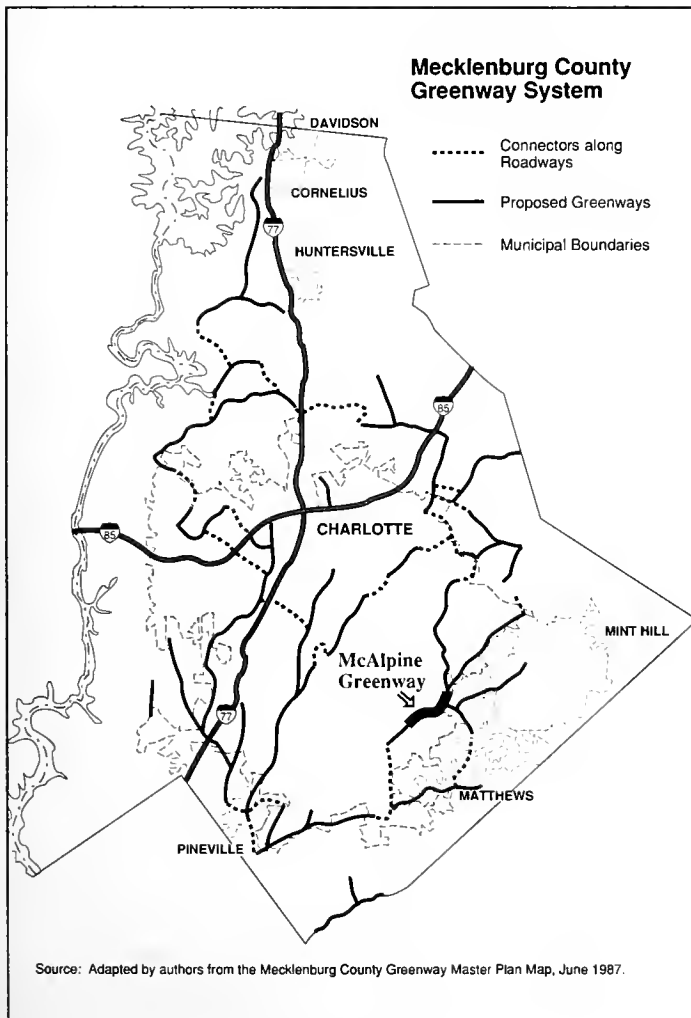 Mecklenburg County
Greenway System
DAVIDSON
Connectors along
Roadways
CORNELIUS
Proposed Greenways
77
HUNTERSVILLE
Municipal Boundaries
85
CHARLOTTE
85
MINT HILL
McAlpine
Greenway
77
MATTHEWS
PINEVILLE
Source: Adapted by authors from the Mecklenburg County Greenway Master Plan Map, June 1987.